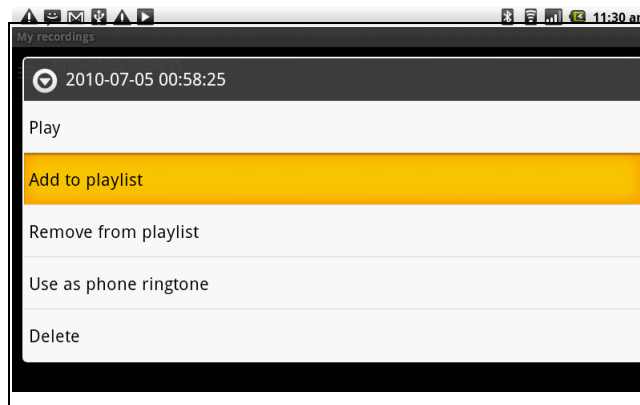 11:30 am
My recordings
2010-07-05 00:58:25
Play
Add to playlist
Remove from playlist
Use as phone ringtone
Delete